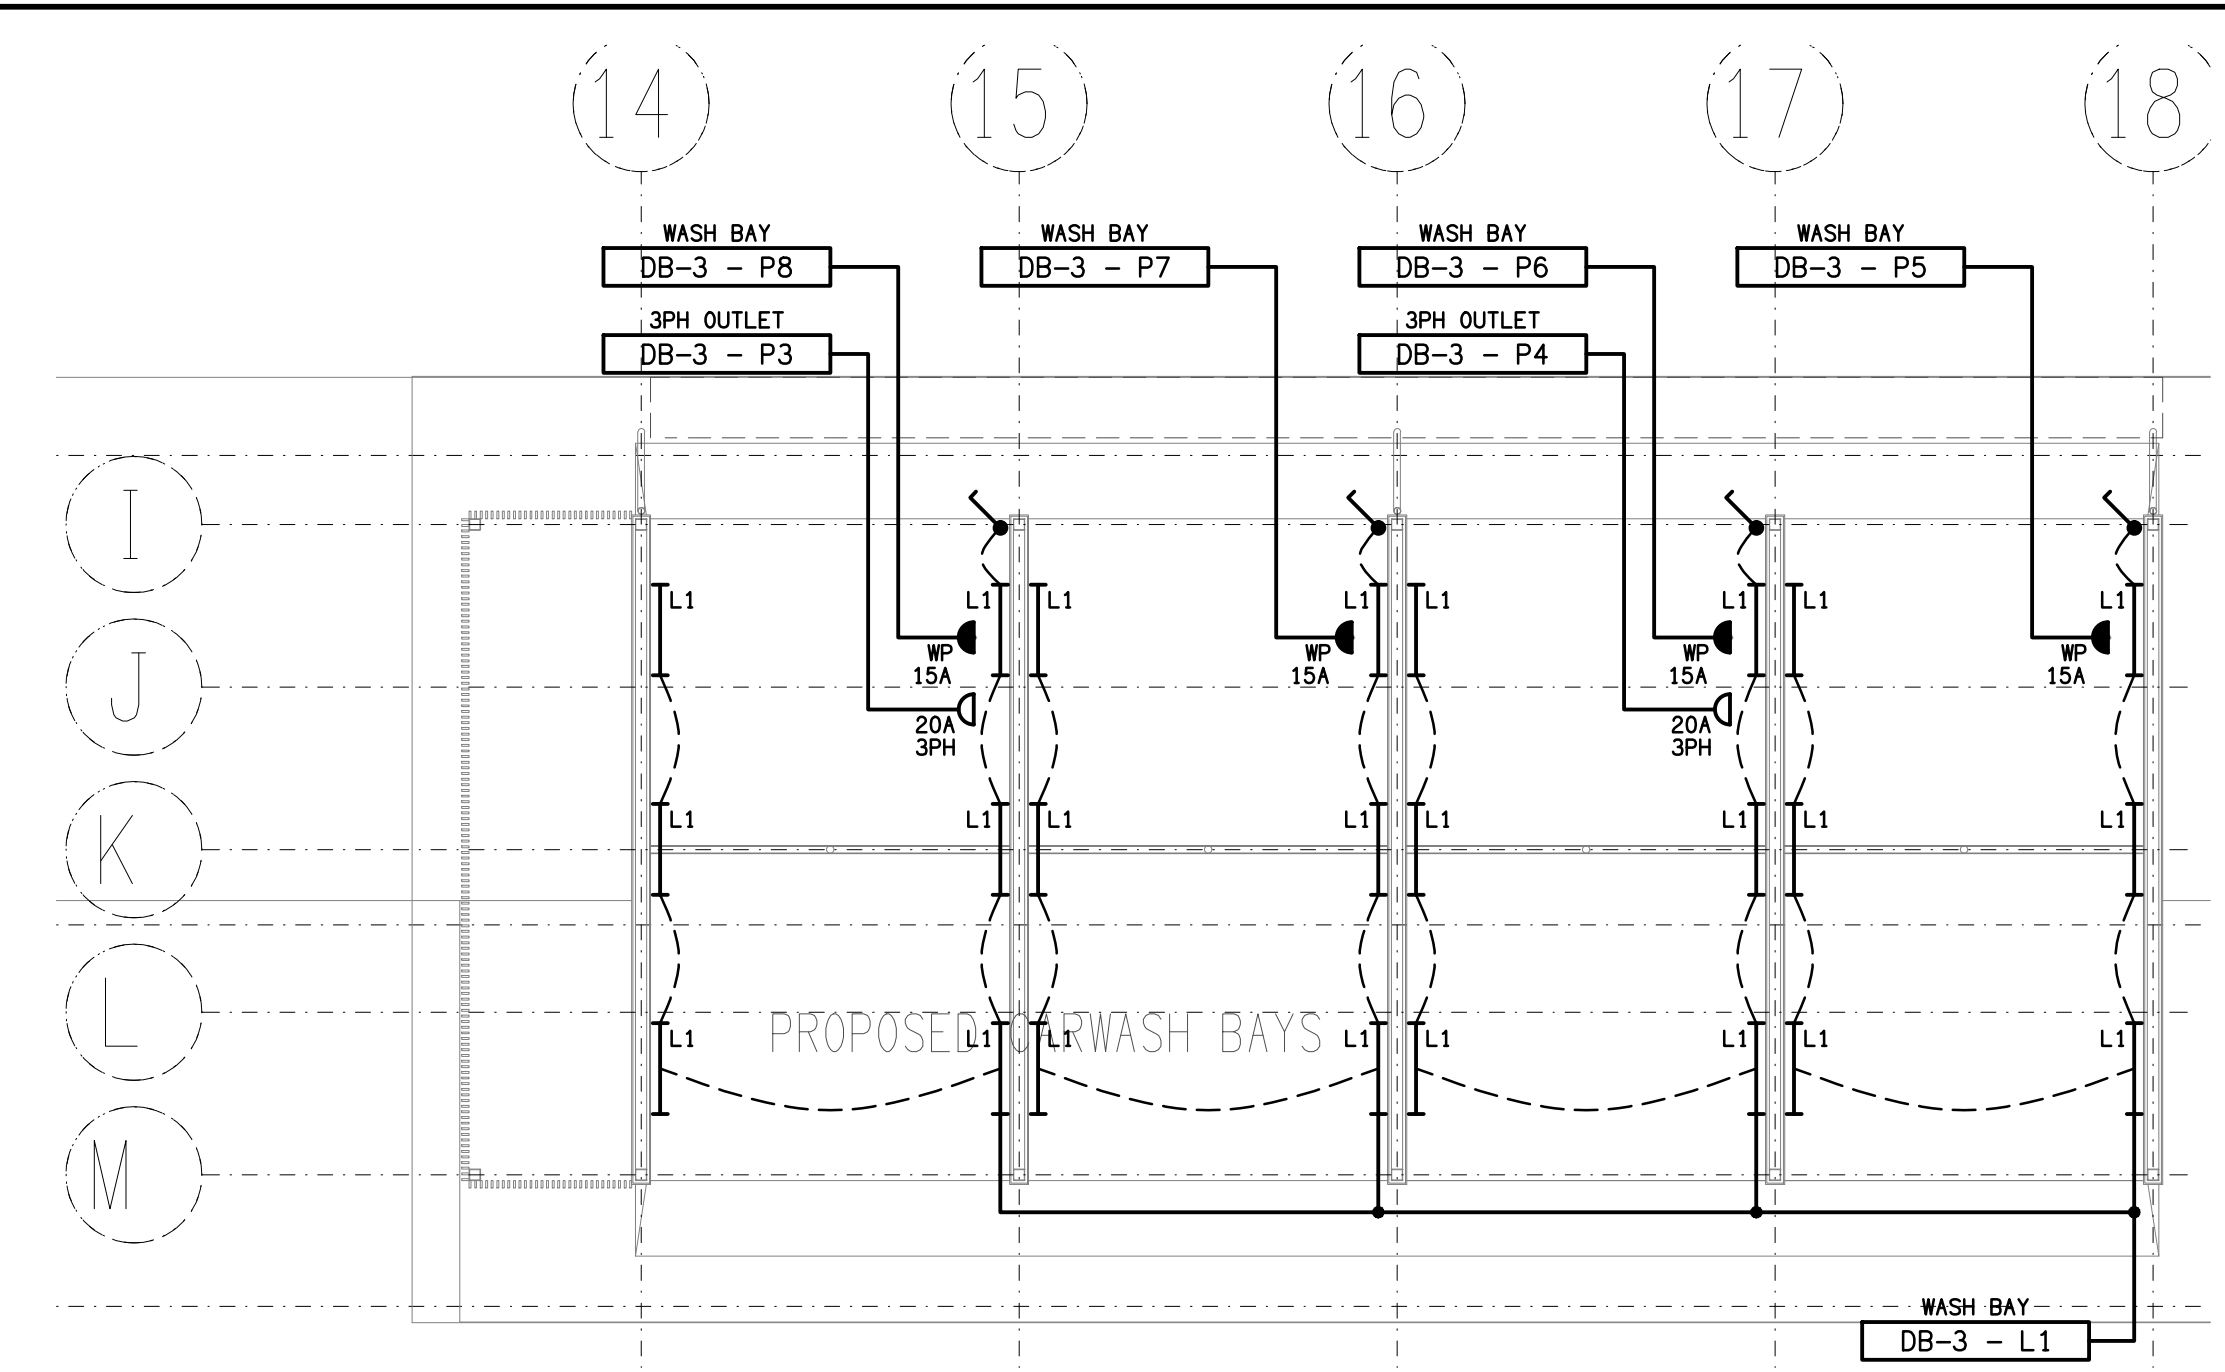 14 15 16 17 18
WASH BAY WASH BAY WASH BAY WASH BAY
DB-3 - P8 DB-3 - P7 DB-3 - P6 DB-3 - P5
3PH OUTLET 3PH OUTLET
DB-3 - P3 DB-3 - P4
I
L1 L1 L1 L1 L1 L1 L1 L1
WP WP WP WP
15A 15A 15A 15A
J
20A 20A
3PH 3PH
L1 L1 L1 L1 L1 L1 L1 L1
K
L
PROPOSED CARWASH BAYS
L1 L1 L1 L1 L1 L1 L1 L1
M
WASH BAY
DB-3 - L1